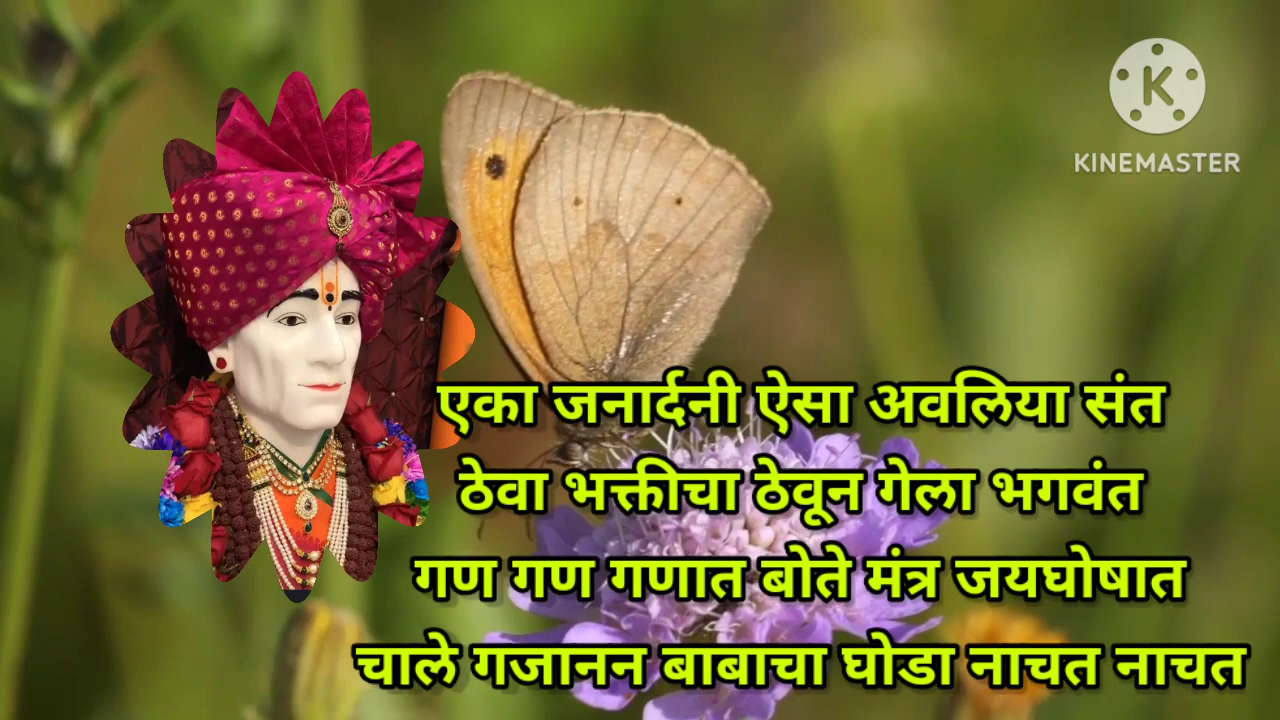 KINEMASTER
एका जनार्दनी ऐसा अवलिया संत
ठेवा भक्तीचा ठेवून गेला भगवंत
गण गण गणात बोते मंत्र जयघोषात
चाले गजानन बाबाचा घोडा नाचत नाचत